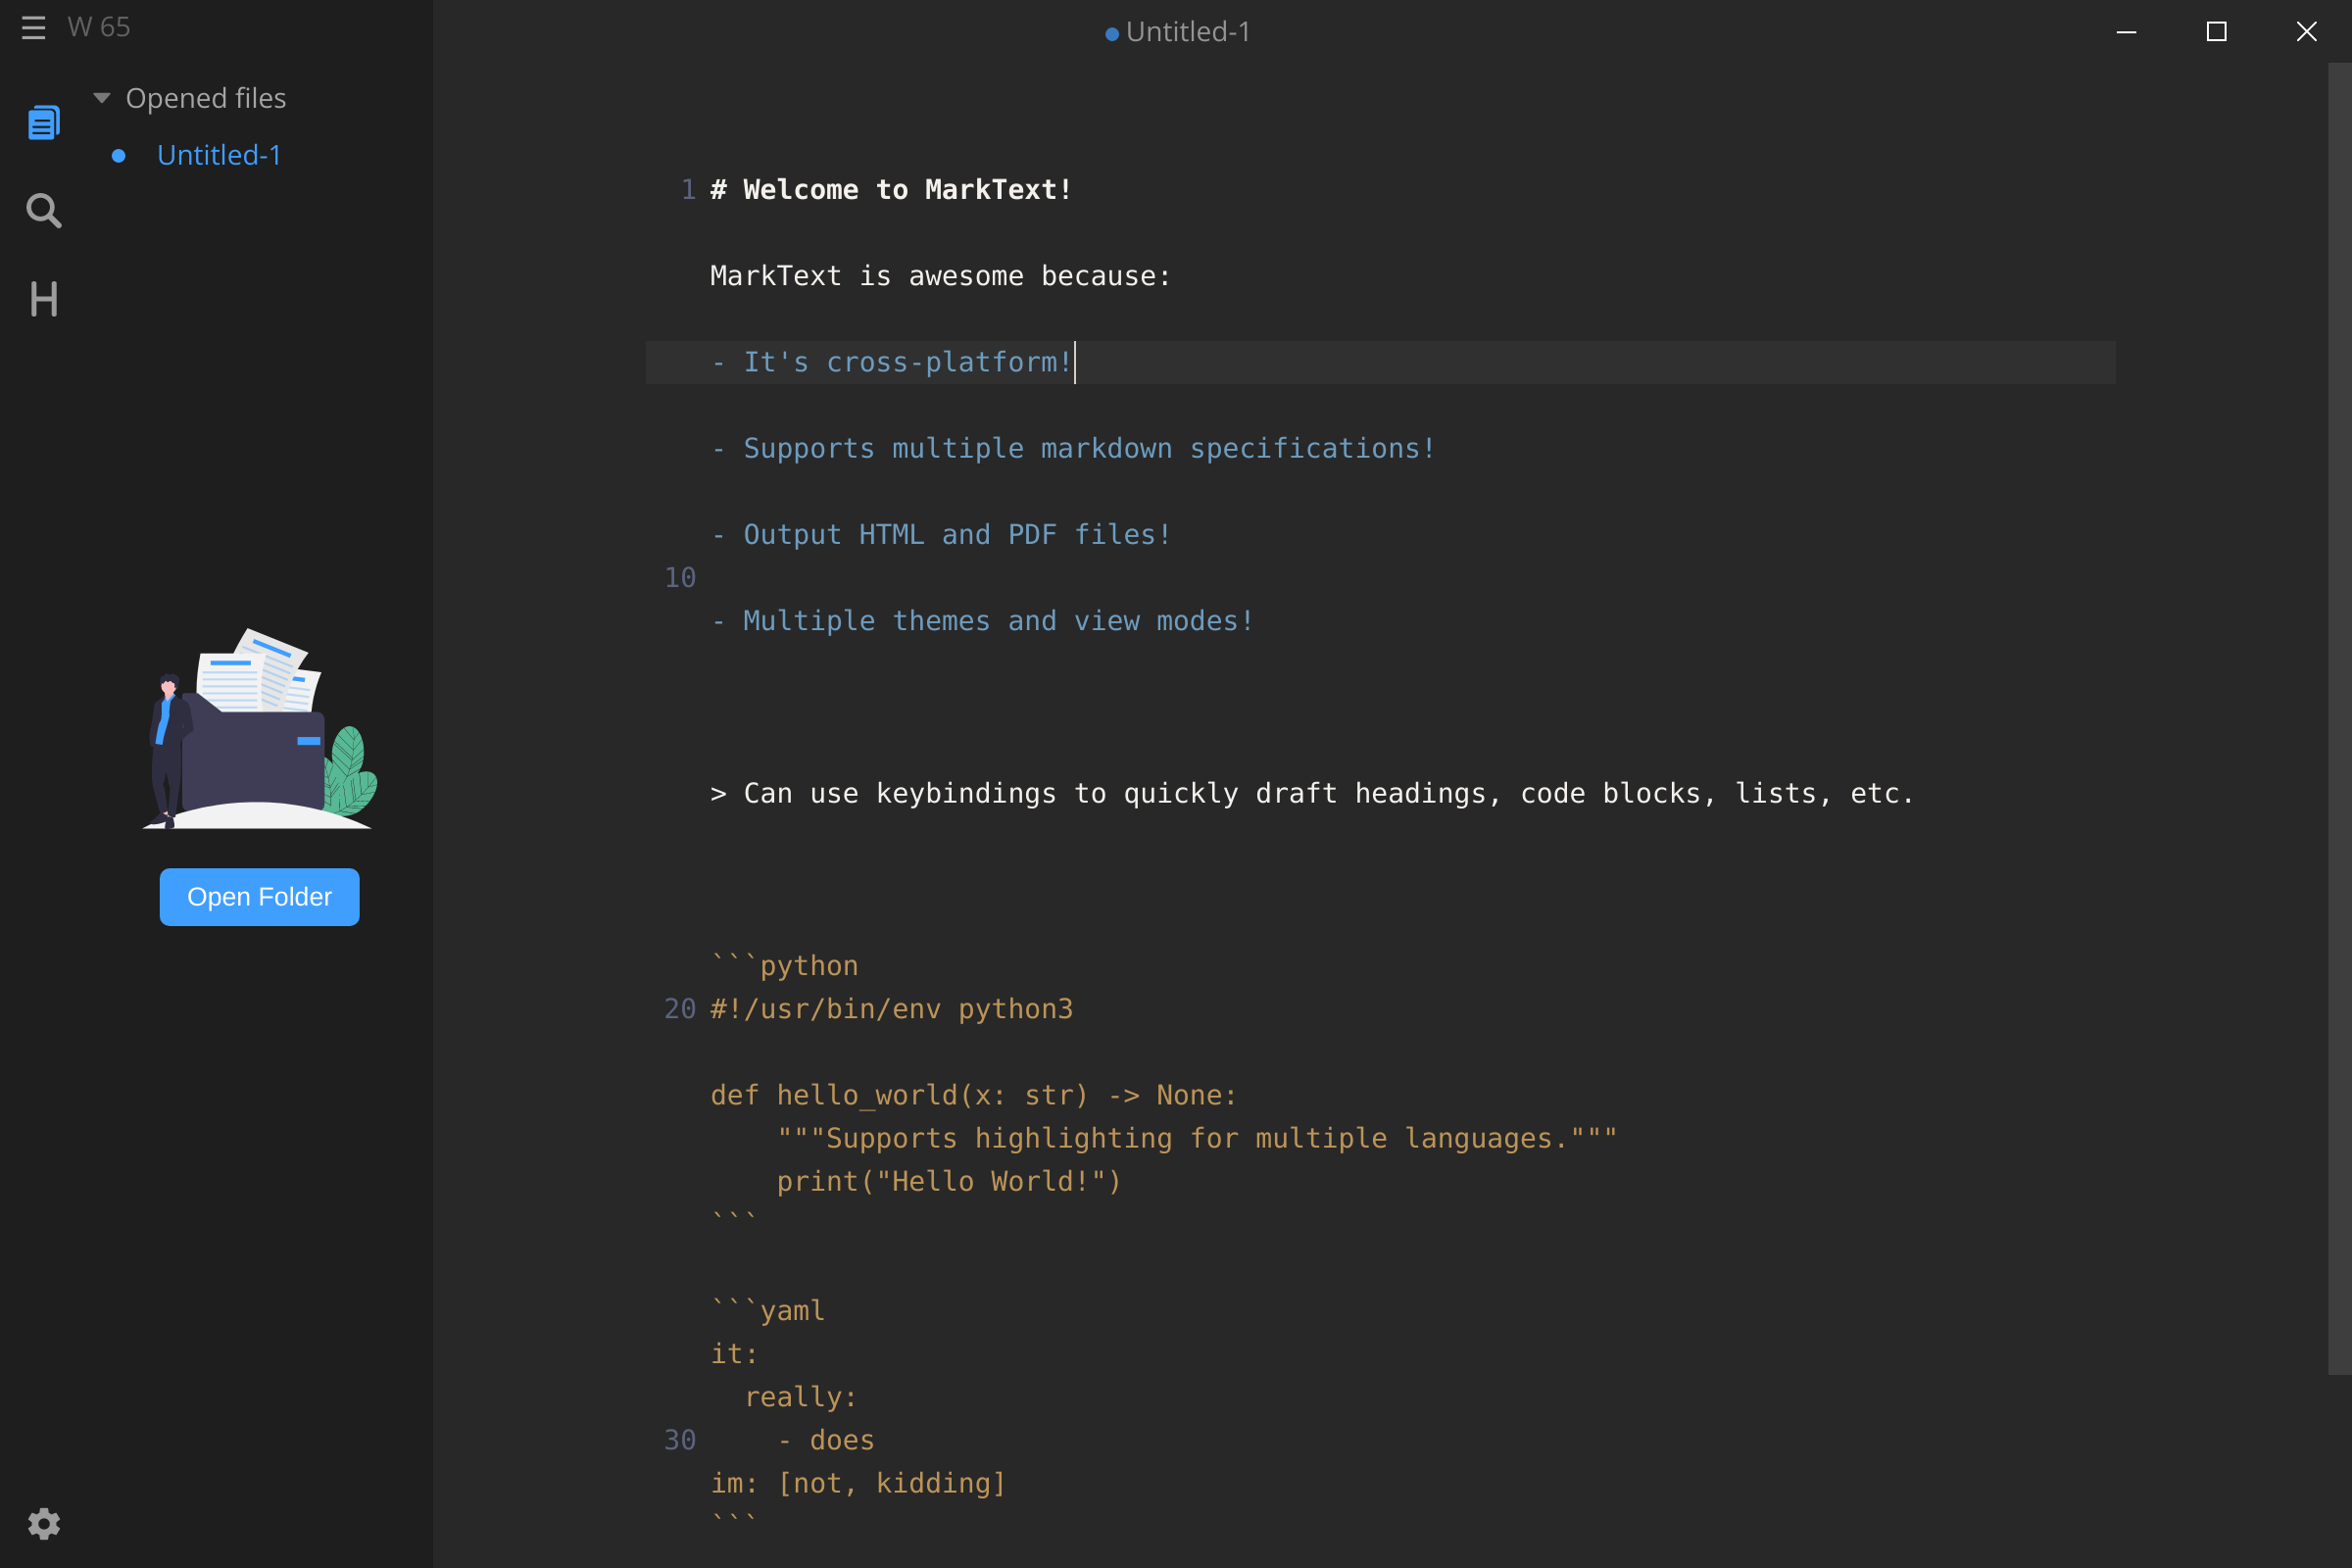 W 65
Untitled-1
Opened files
Untitled-1
Open Folder
1 # Welcome to MarkText!
MarkText is awesome because:
- It's cross-platform!
- Supports multiple markdown specifications!
- Output HTML and PDF files!
10
- Multiple themes and view modes!
> Can use keybindings to quickly draft headings, code blocks, lists, etc.
```python
20 #!/usr/bin/env python3
def hello_world(x: str) -> None:
    """Supports highlighting for multiple languages."""
    print("Hello World!")
```
```yaml
it:
  really:
30     - does
im: [not, kidding]
```